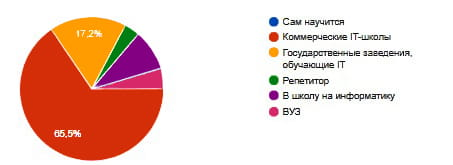 17,2%
65,5%
Сам научится
Коммерческие IT-школы
Государственные заведения,
обучающие IT
Репетитор
В школу на информатику
ВУЗ